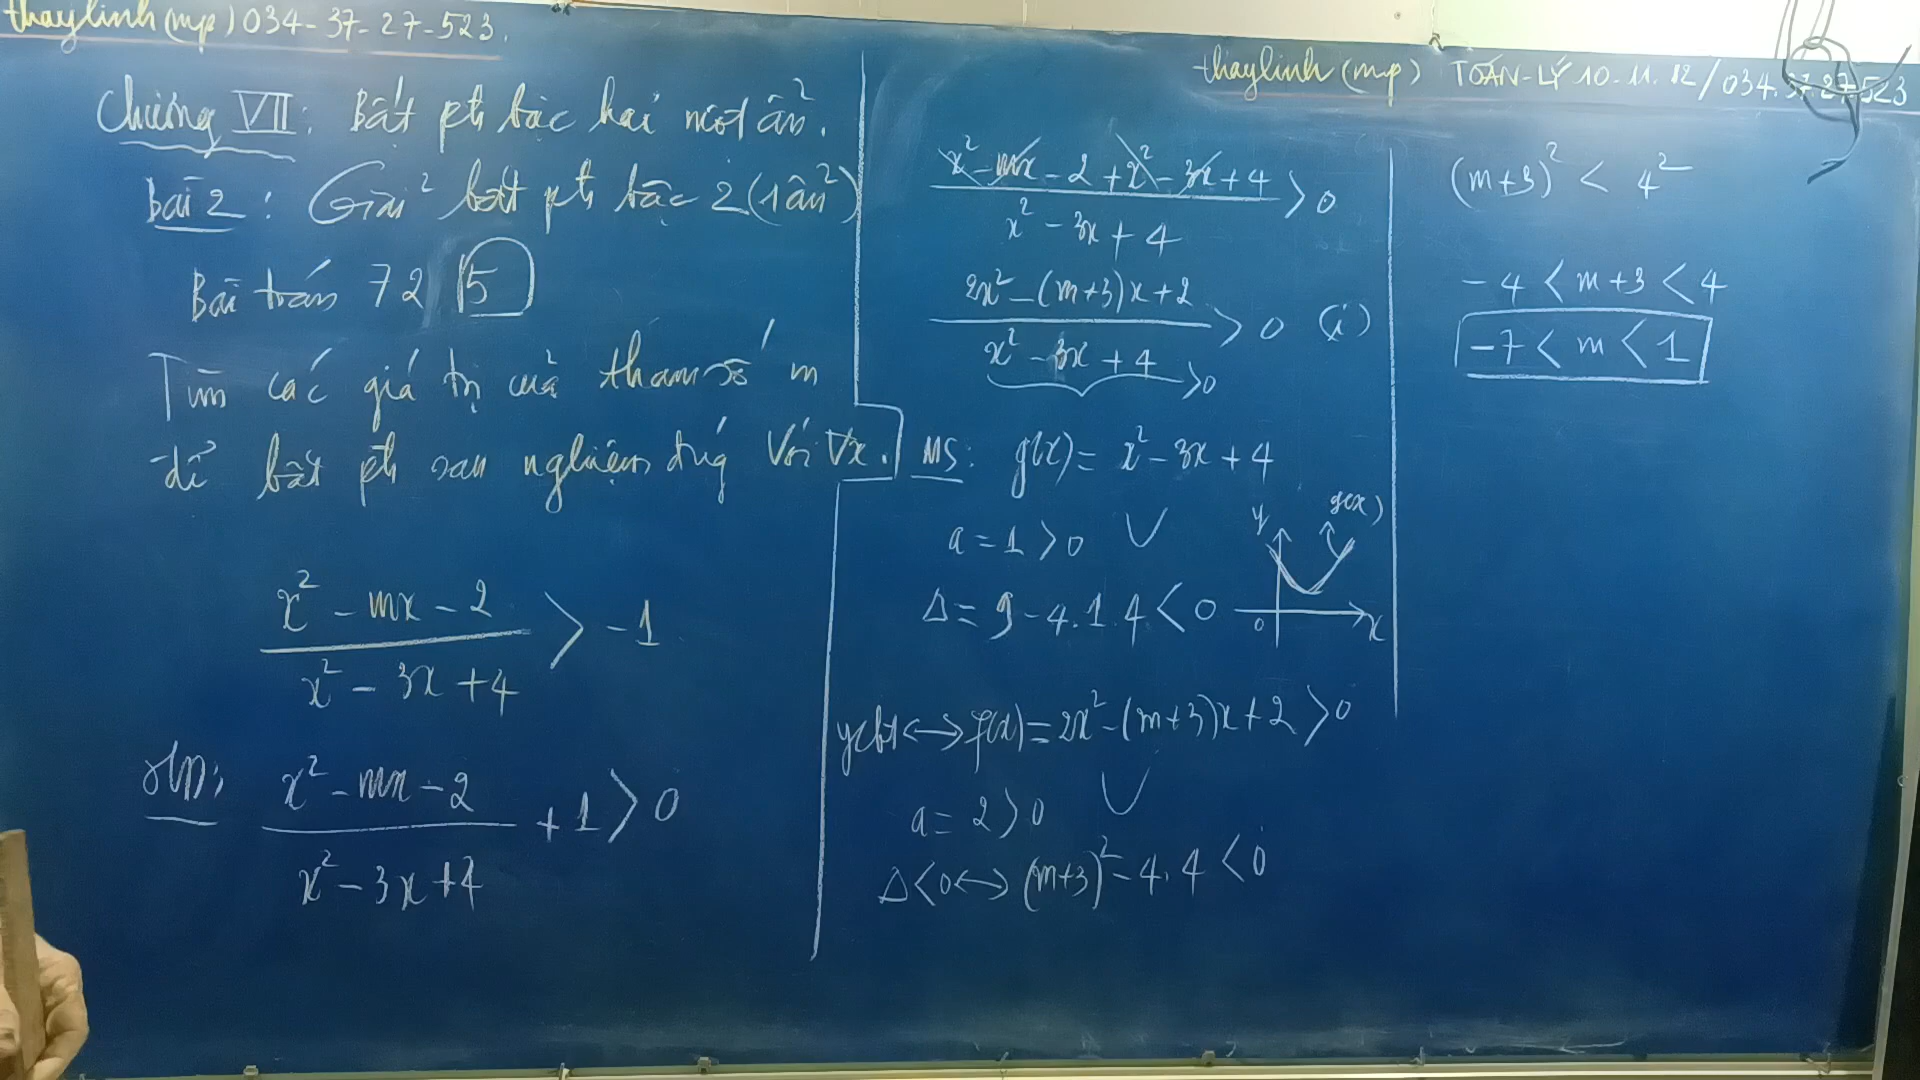 thaylinh (mp) 034-37-27-523.
thaylinh (mp) TOÁN-LÝ 10.11.12/034.37.27.523
Chương VII: Bất pt bậc hai một ẩn.
Bài 2: Giải bất pt bậc 2 (1 ẩn)
Bài toán 72 5
Tìm các giá trị của tham số m
để bất pt sau nghiệm đúng với ∀x.
x² - mx - 2
> -1
x² - 3x + 4
x² - mx - 2
+ 1 > 0
x² - 3x + 4
x² - mx - 2 + x² - 3x + 4
> 0
x² - 3x + 4
2x² - (m+3)x + 2
> 0 (1)
x² - 3x + 4
> 0
MS: g(x) = x² - 3x + 4
a = 1 > 0 ∪
y g(x)
Δ = 9 - 4.1.4 < 0
0 x
ycbt ↔ f(x) = 2x² - (m+3)x + 2 > 0
a = 2 > 0 ∪
Δ < 0 ↔ (m+3)² - 4.4 < 0
(m+3)² < 4²
-4 < m+3 < 4
-7 < m < 1